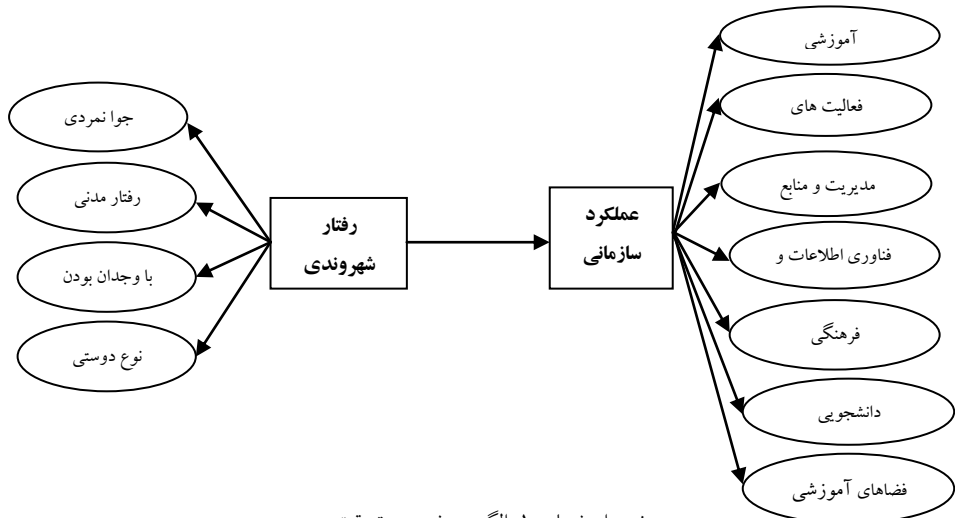 آموزشی
فعالیت های
مدیریت و منابع
فناوری اطلاعات و
فرهنگی
دانشجویی
فضاهای آموزشی
عملکرد
سازمانی
رفتار
شهروندی
جوا نمردی
رفتار مدنی
با وجدان بودن
نوع دوستی